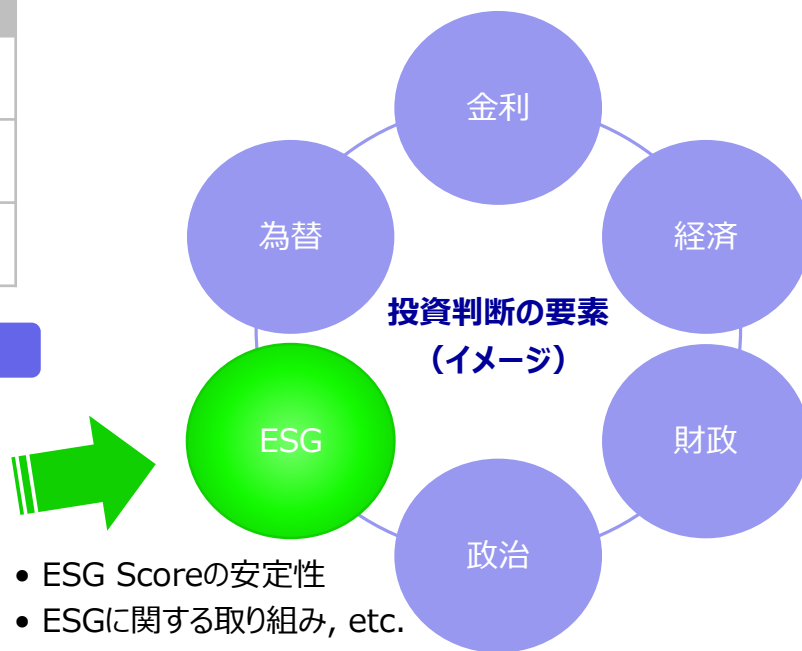 金利
為替
経済
投資判断の要素
（イメージ）
ESG
財政
政治
• ESG Scoreの安定性
• ESGに関する取り組み, etc.